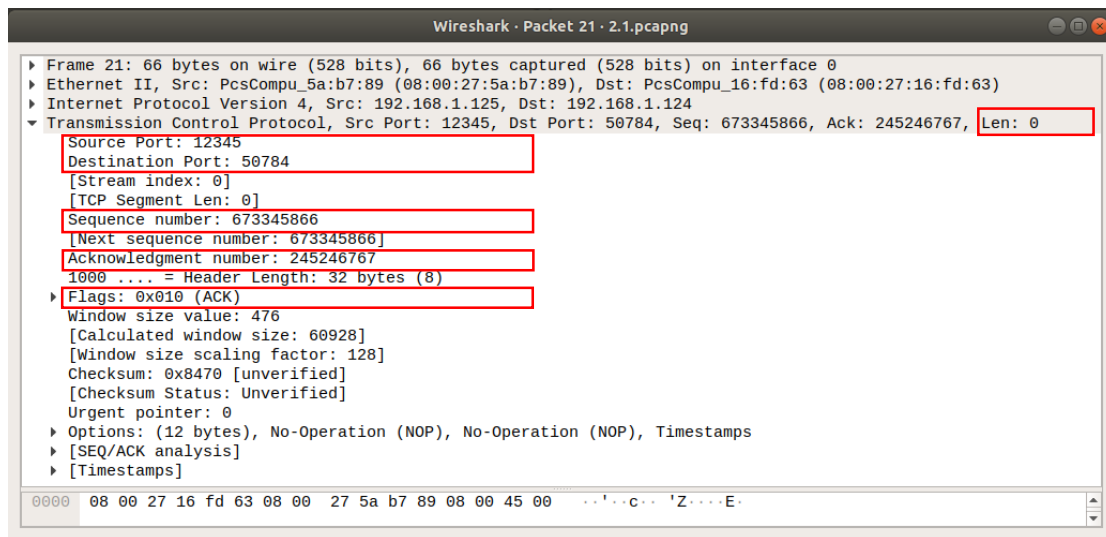 Wireshark · Packet 21 · 2.1.pcapng
Frame 21: 66 bytes on wire (528 bits), 66 bytes captured (528 bits) on interface 0
Ethernet II, Src: PcsCompu_5a:b7:89 (08:00:27:5a:b7:89), Dst: PcsCompu_16:fd:63 (08:00:27:16:fd:63)
Internet Protocol Version 4, Src: 192.168.1.125, Dst: 192.168.1.124
Transmission Control Protocol, Src Port: 12345, Dst Port: 50784, Seq: 673345866, Ack: 245246767, Len: 0
Source Port: 12345
Destination Port: 50784
[Stream index: 0]
[TCP Segment Len: 0]
Sequence number: 673345866
[Next sequence number: 673345866]
Acknowledgment number: 245246767
1000 .... = Header Length: 32 bytes (8)
Flags: 0x010 (ACK)
Window size value: 476
[Calculated window size: 60928]
[Window size scaling factor: 128]
Checksum: 0x8470 [unverified]
[Checksum Status: Unverified]
Urgent pointer: 0
Options: (12 bytes), No-Operation (NOP), No-Operation (NOP), Timestamps
[SEQ/ACK analysis]
[Timestamps]
0000 08 00 27 16 fd 63 08 00 27 5a b7 89 08 00 45 00 ··'··c·· 'Z····E·